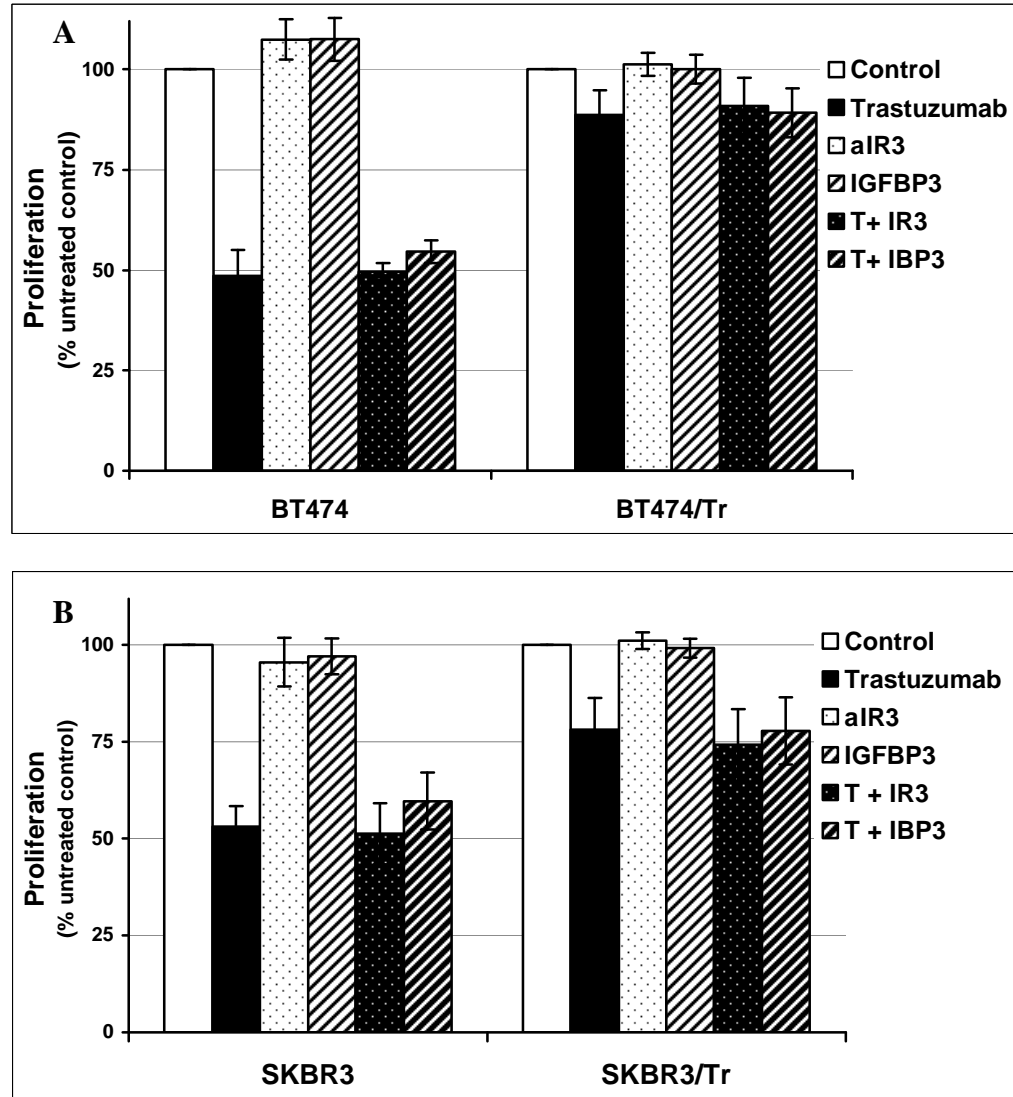 A
100
75
50
25
0
Proliferation
(% untreated control)
BT474
BT474/Tr
Control
Trastuzumab
aIR3
IGFBP3
T+ IR3
T+ IBP3
B
100
75
50
25
0
Proliferation
(% untreated control)
SKBR3
SKBR3/Tr
Control
Trastuzumab
aIR3
IGFBP3
T + IR3
T + IBP3